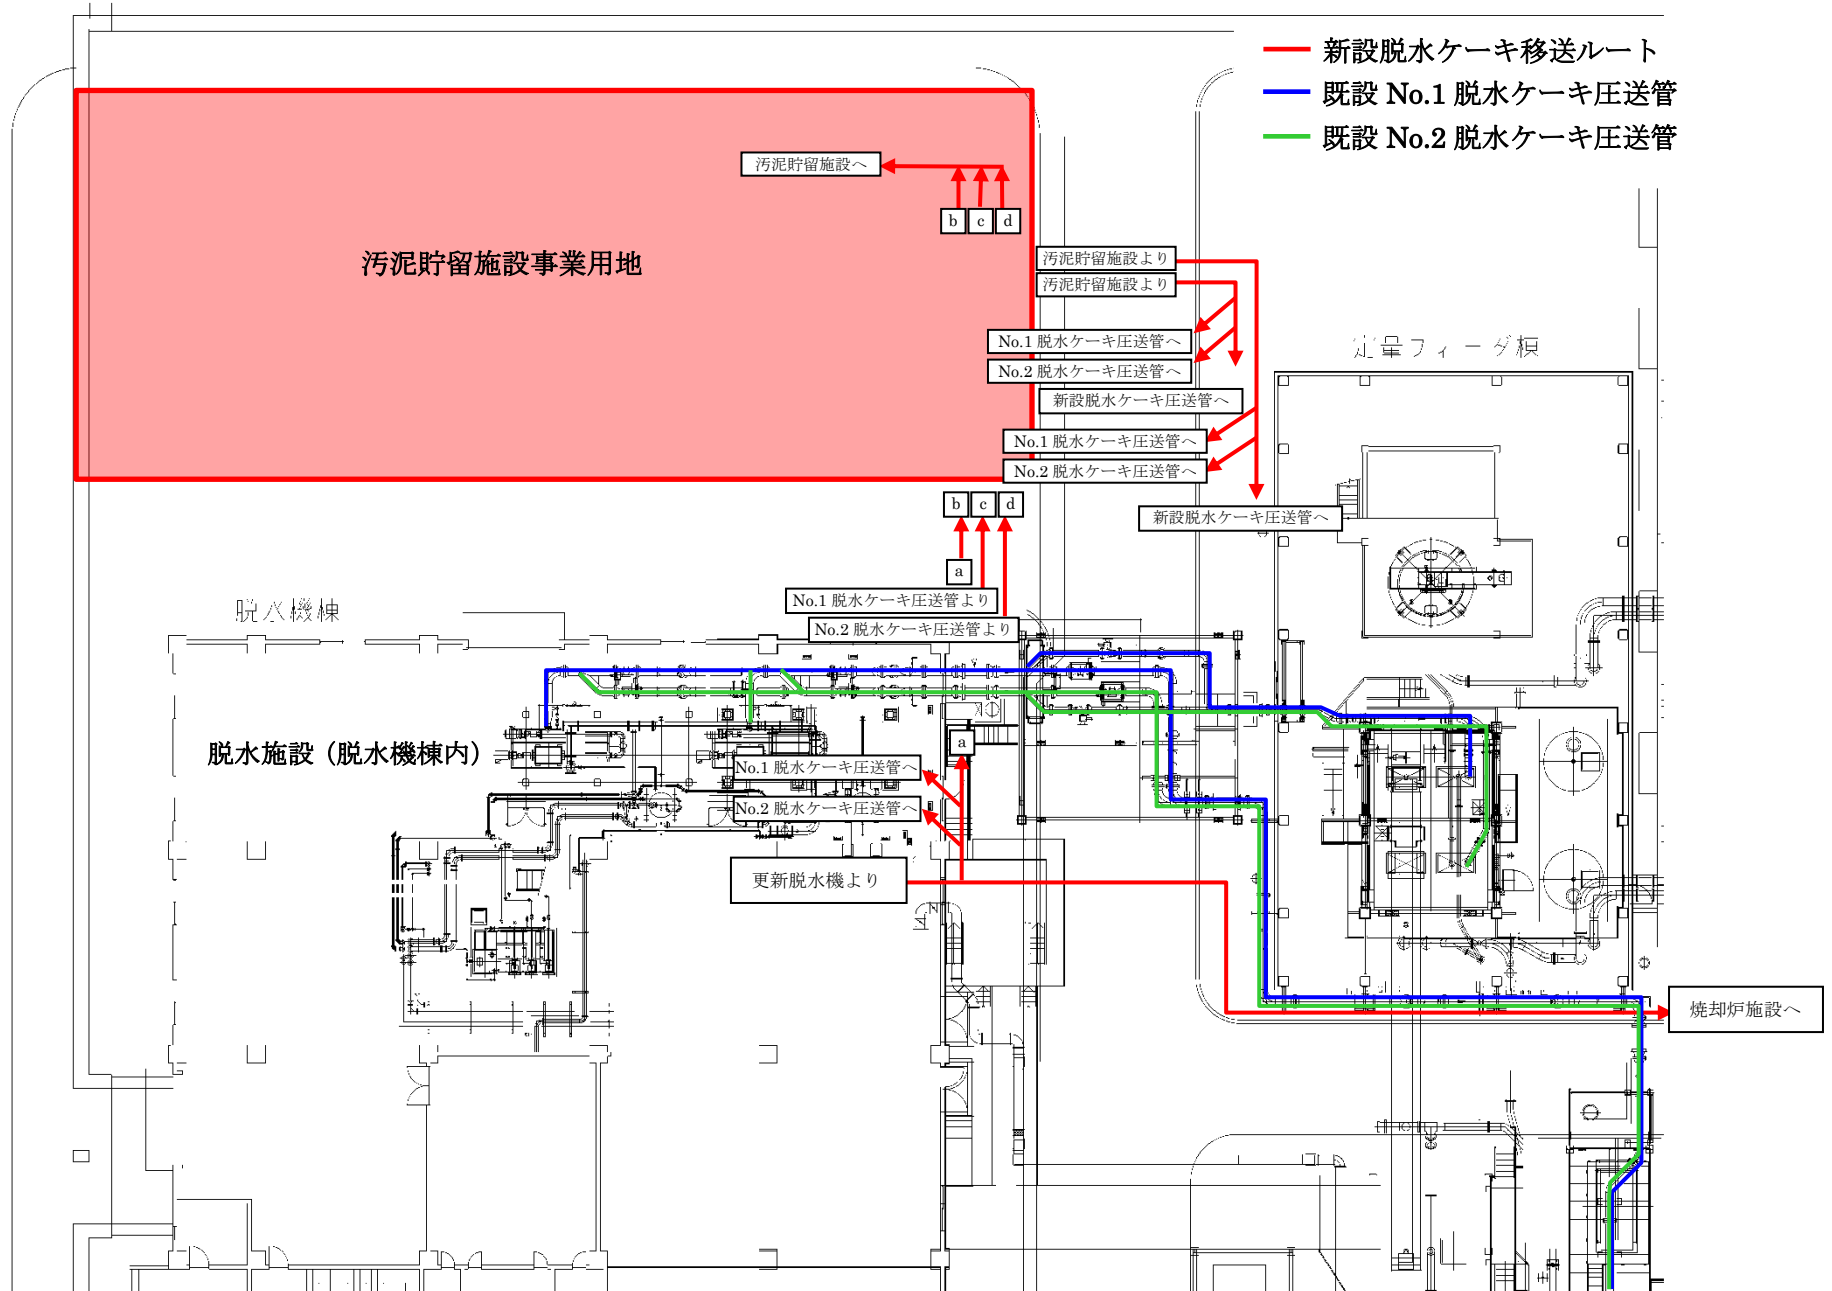 新設脱水ケーキ移送ルート
既設 No.1 脱水ケーキ圧送管
既設 No.2 脱水ケーキ圧送管
汚泥貯留施設へ
b c d
汚泥貯留施設事業用地
汚泥貯留施設より
汚泥貯留施設より
No.1 脱水ケーキ圧送管へ
No.2 脱水ケーキ圧送管へ
新設脱水ケーキ圧送管へ
No.1 脱水ケーキ圧送管へ
No.2 脱水ケーキ圧送管へ
新設脱水ケーキ圧送管へ
定量フィーダ棟
b c d
a
No.1 脱水ケーキ圧送管より
No.2 脱水ケーキ圧送管より
脱水機棟
脱水施設（脱水機棟内）
a
No.1 脱水ケーキ圧送管へ
No.2 脱水ケーキ圧送管へ
更新脱水機より
焼却炉施設へ